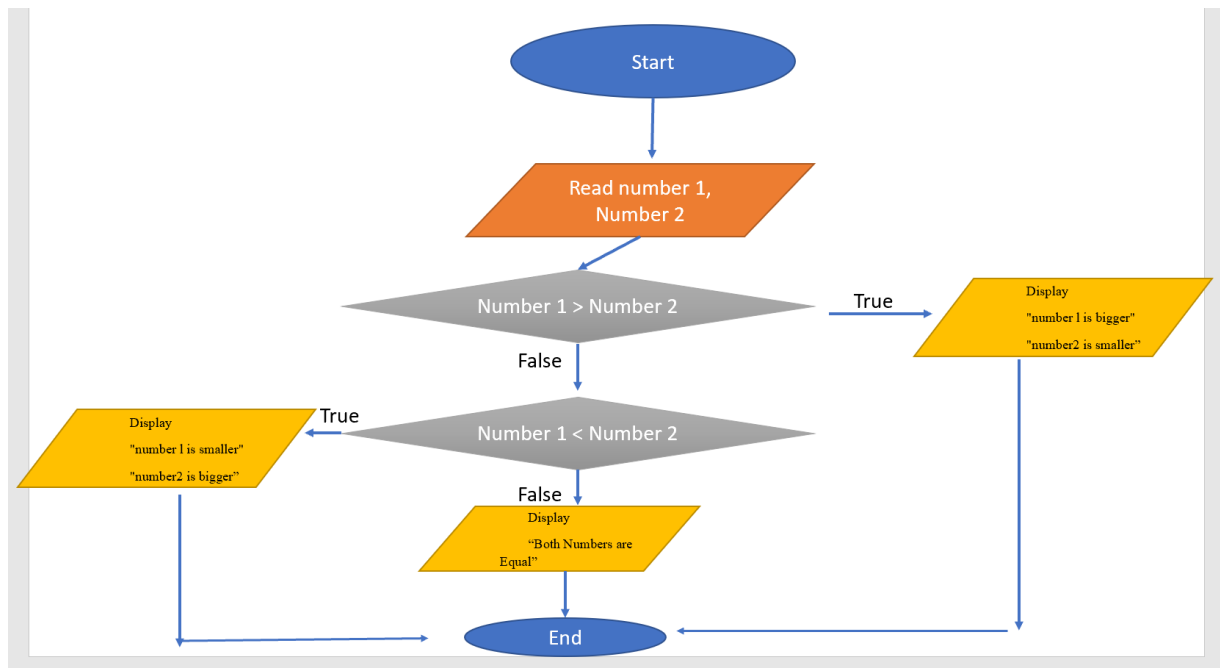 Start
Read number 1,
Number 2
Number 1 > Number 2
True
Display
"number l is bigger"
"number2 is smaller”
False
Number 1 < Number 2
True
Display
"number l is smaller"
"number2 is bigger”
False
Display
“Both Numbers are
Equal”
End